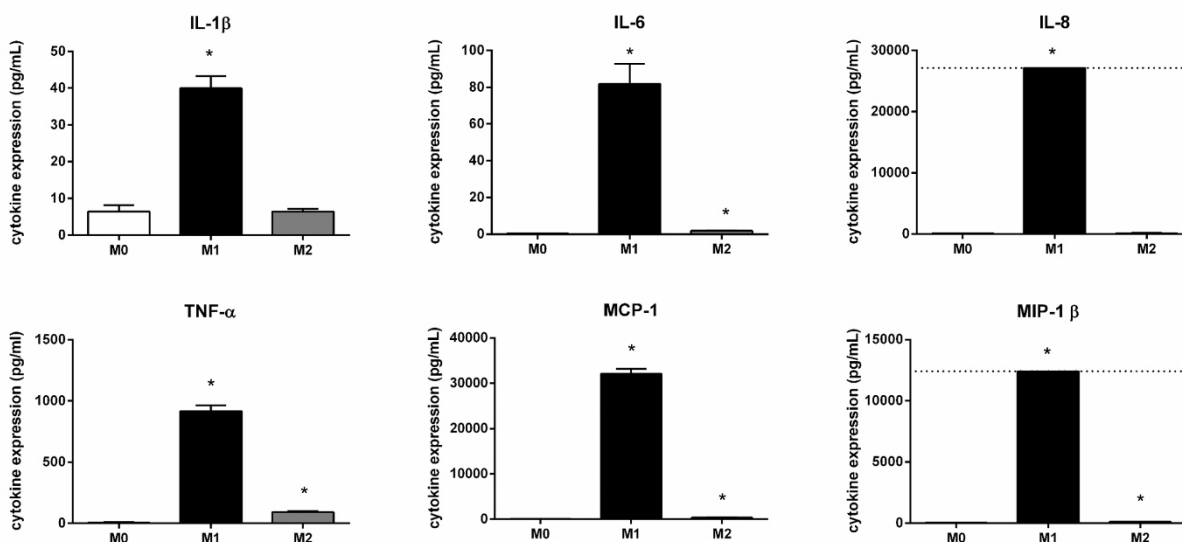 IL-1β
cytokine expression (pg/mL)
50
40
30
20
10
0
*
M0
M1
M2
IL-6
cytokine expression (pg/mL)
100
80
60
40
20
0
*
*
M0
M1
M2
IL-8
cytokine expression (pg/mL)
30000
20000
10000
0
*
M0
M1
M2
TNF-α
cytokine expression (pg/ml)
1500
1000
500
0
*
*
M0
M1
M2
MCP-1
cytokine expression (pg/mL)
40000
30000
20000
10000
0
*
*
M0
M1
M2
MIP-1 β
cytokine expression (pg/mL)
15000
10000
5000
0
*
*
M0
M1
M2